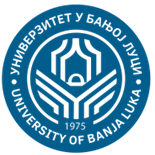 УНИВЕРЗИТЕТ У БАЊОЈ ЛУЦИ
1975
UNIVERSITY OF BANJA LUKA